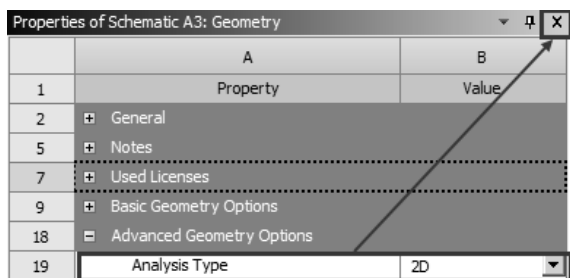 Properties of Schematic A3: Geometry
A B
1 Property Value
2 General
5 Notes
7 Used Licenses
9 Basic Geometry Options
18 Advanced Geometry Options
19 Analysis Type 2D